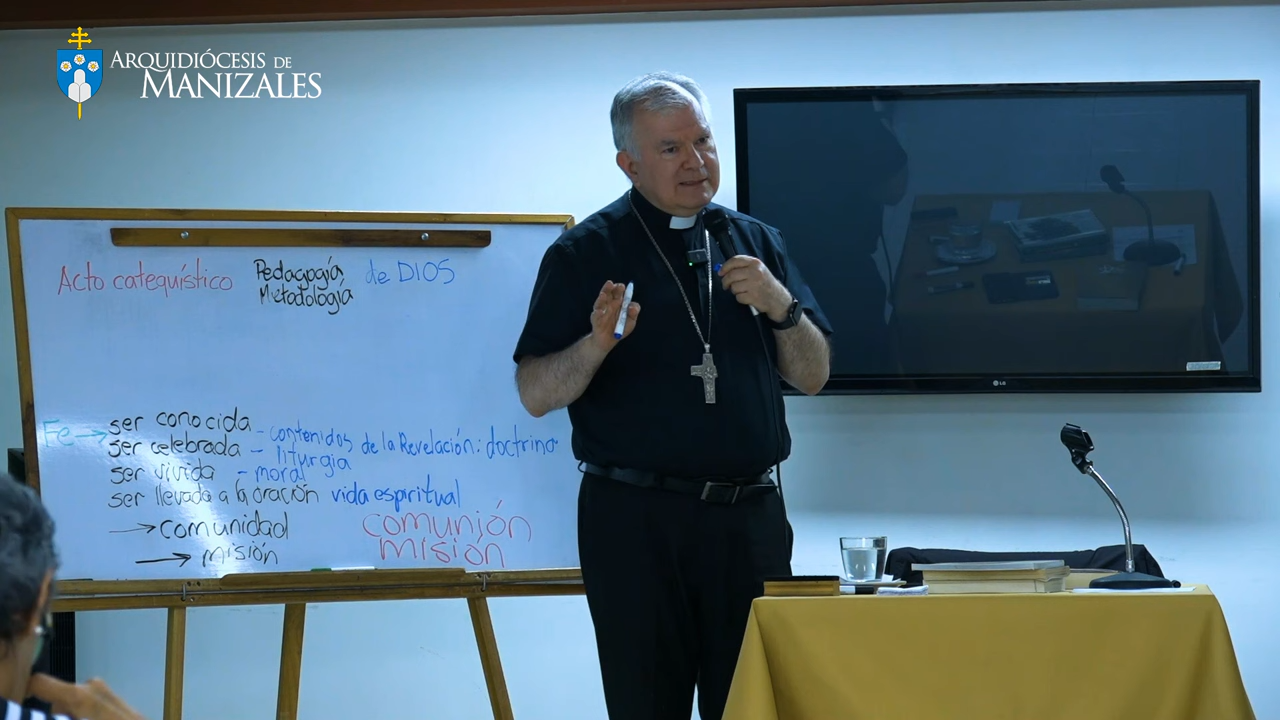 ARQUIDIÓCESIS DE
MANIZALES
Acto catequístico Pedagogía de DIOS
Metodología
Fe → ser conocida - contenidos de la Revelación: doctrina
ser celebrada - liturgia
ser vivida - moral
ser llevada a la oración vida espiritual
→ comunidad comunión
→ misión misión
LG